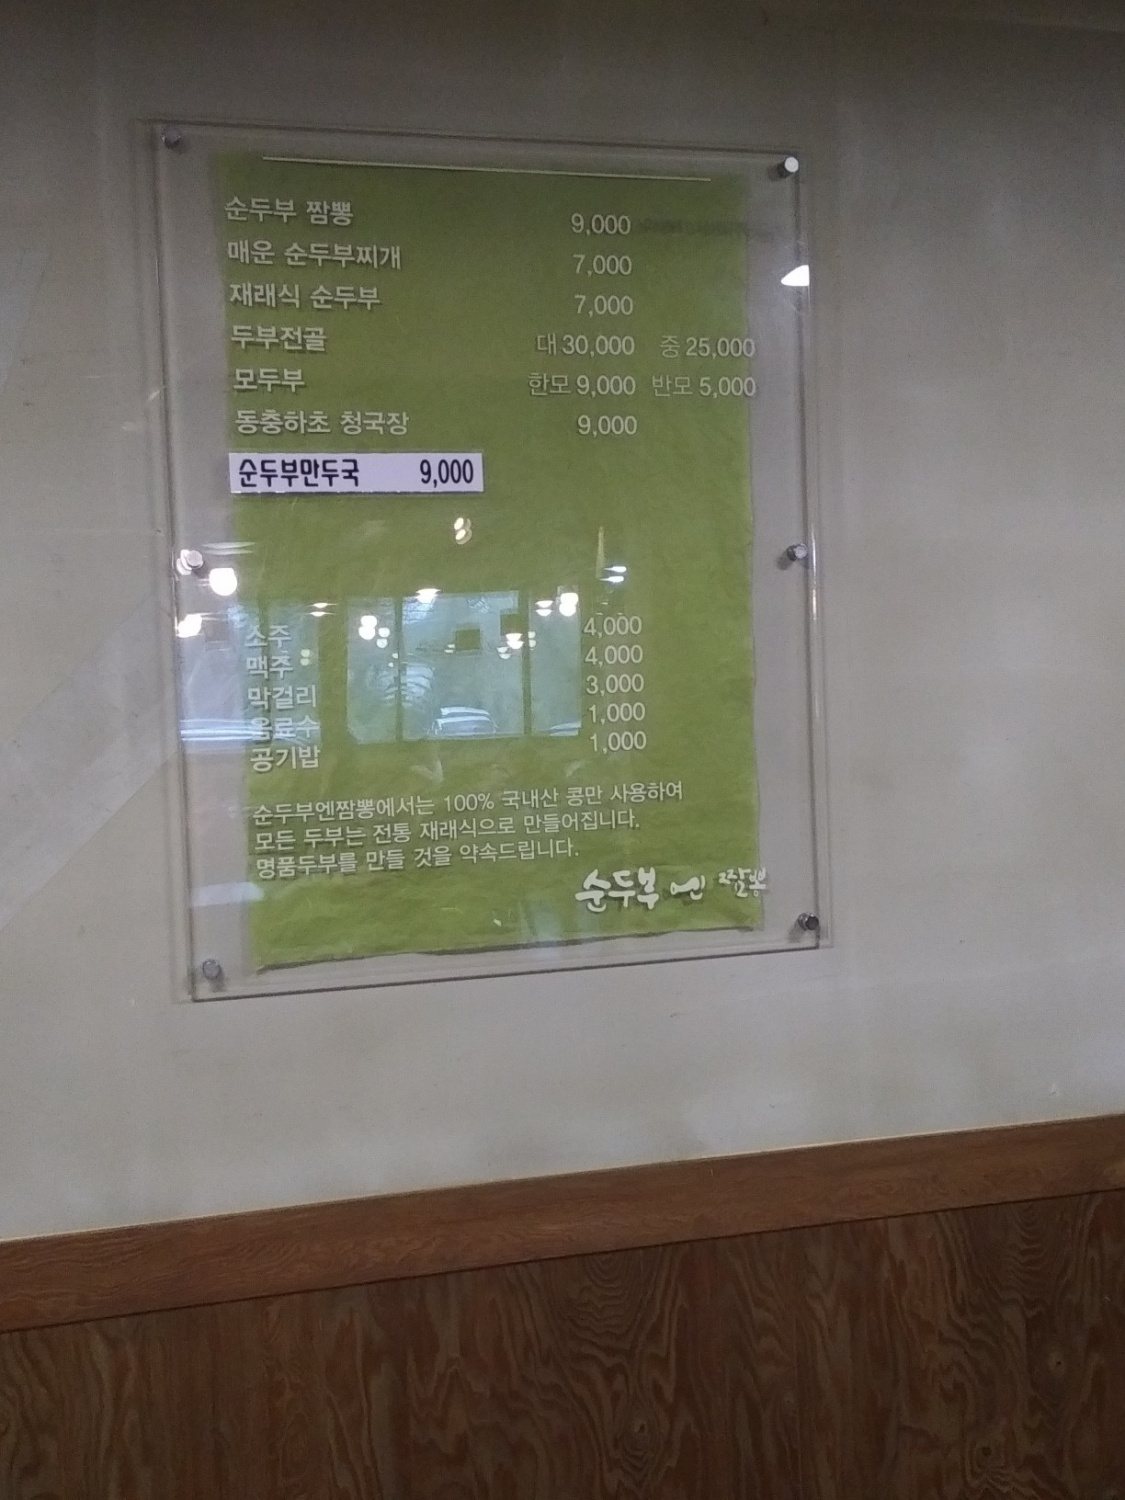 순두부 짬뽕 9,000
매운 순두부찌개 7,000
재래식 순두부 7,000
두부전골 대 30,000 중 25,000
모두부 한모 9,000 반모 5,000
동충하초 청국장 9,000
순두부만두국 9,000
소주 4,000
맥주 4,000
막걸리 3,000
음료수 1,000
공기밥 1,000
순두부엔짬뽕에서는 100% 국내산 콩만 사용하여
모든 두부는 전통 재래식으로 만들어집니다.
명품두부를 만들 것을 약속드립니다.
순두부 엔 짬뽕